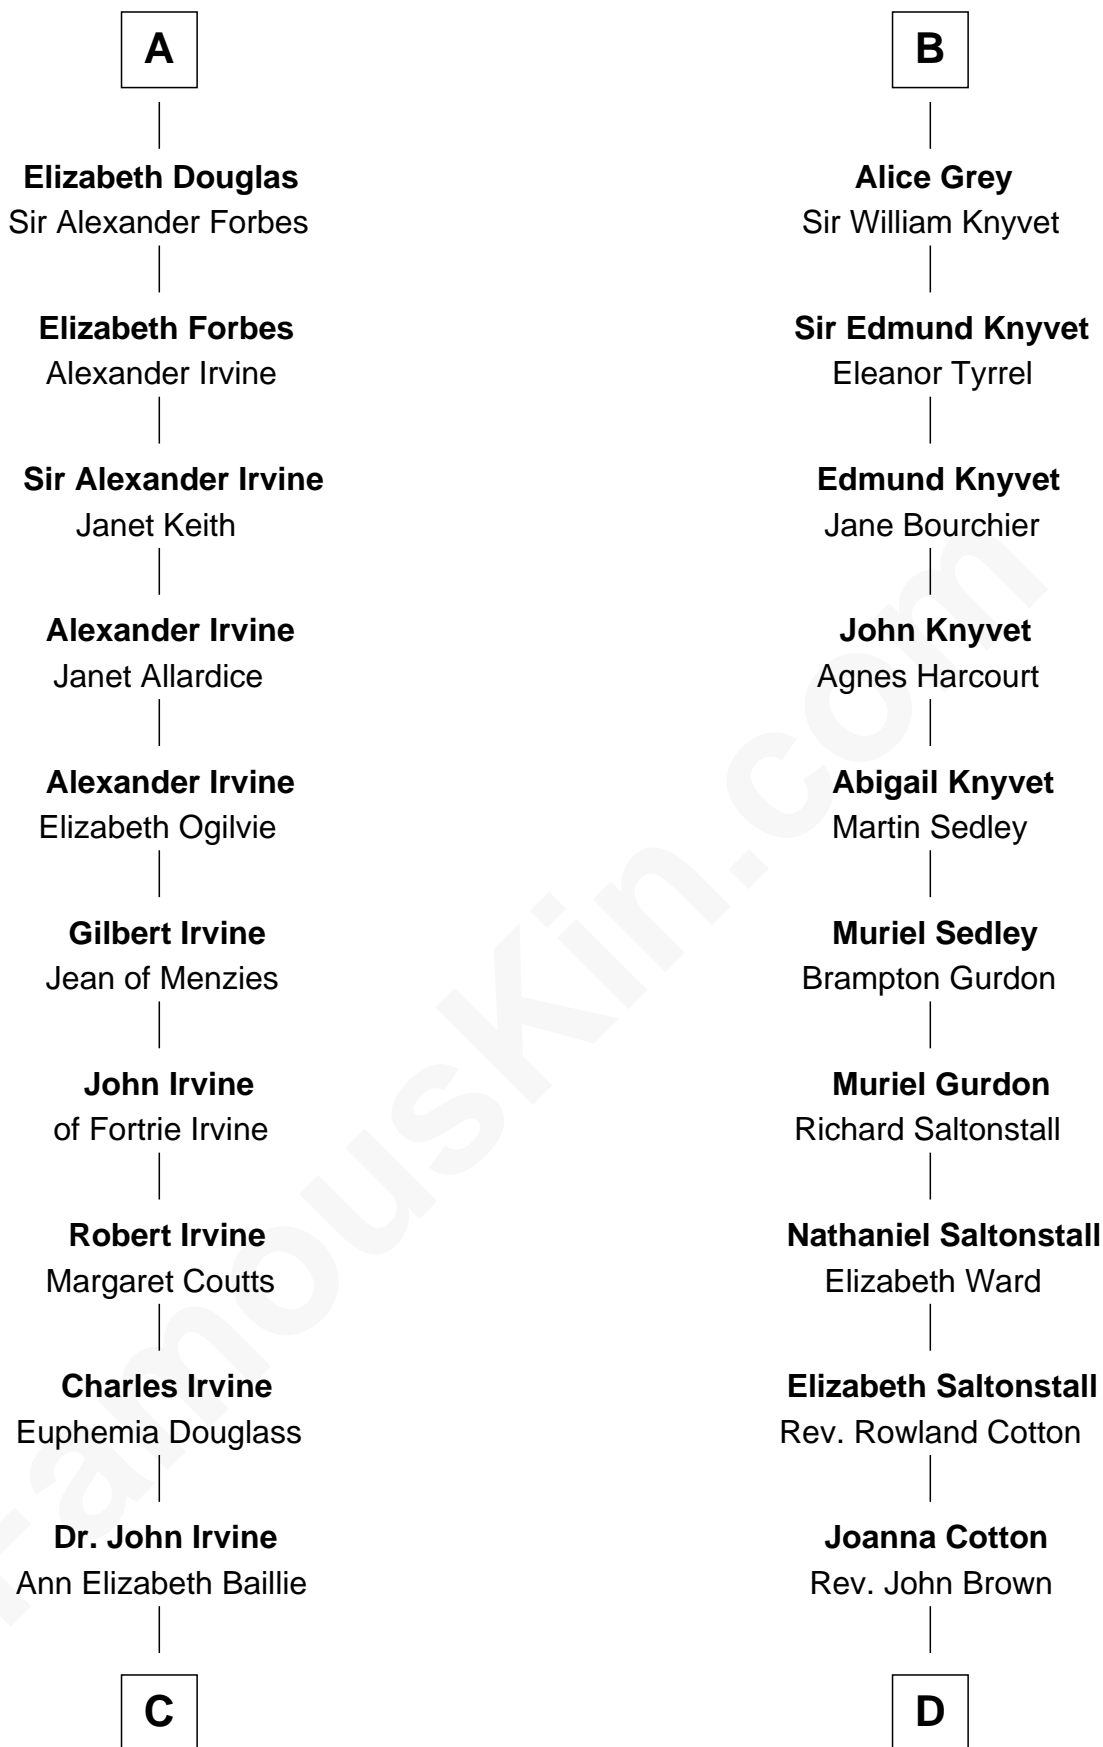 A
Elizabeth Douglas
Sir Alexander Forbes
Elizabeth Forbes
Alexander Irvine
Sir Alexander Irvine
Janet Keith
Alexander Irvine
Janet Allardice
Alexander Irvine
Elizabeth Ogilvie
Gilbert Irvine
Jean of Menzies
John Irvine
of Fortrie Irvine
Robert Irvine
Margaret Coutts
Charles Irvine
Euphemia Douglass
Dr. John Irvine
Ann Elizabeth Baillie
C
B
Alice Grey
Sir William Knyvet
Sir Edmund Knyvet
Eleanor Tyrrel
Edmund Knyvet
Jane Bourchier
John Knyvet
Agnes Harcourt
Abigail Knyvet
Martin Sedley
Muriel Sedley
Brampton Gurdon
Muriel Gurdon
Richard Saltonstall
Nathaniel Saltonstall
Elizabeth Ward
Elizabeth Saltonstall
Rev. Rowland Cotton
Joanna Cotton
Rev. John Brown
D
FamousKin.com